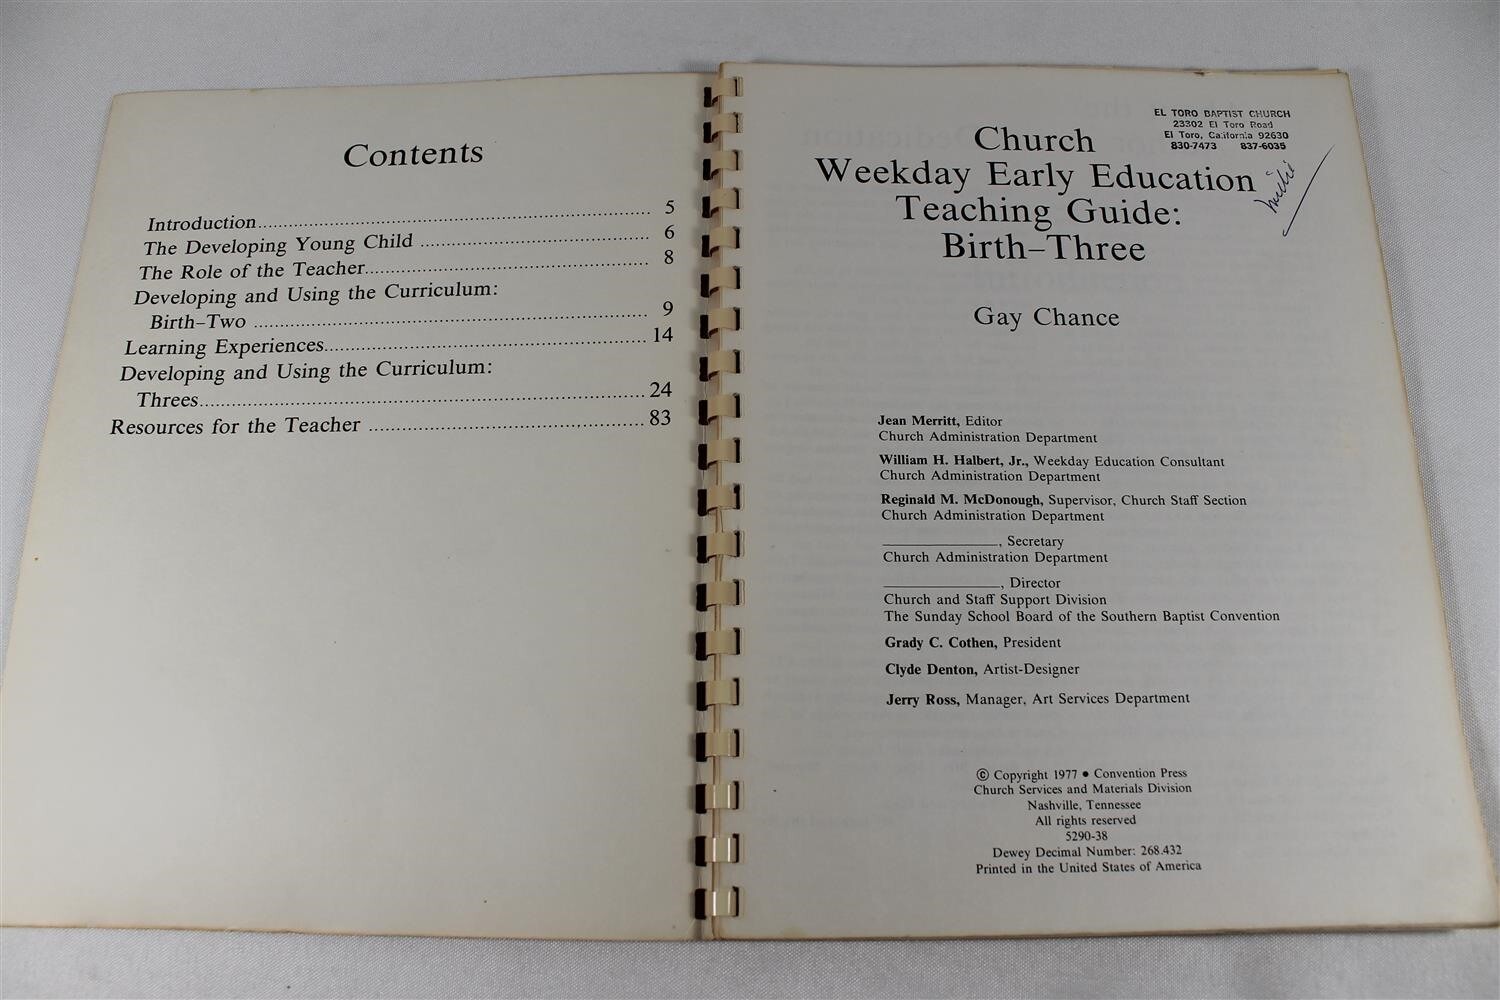 Contents
Introduction........ 5
The Developing Young Child ........ 6
The Role of the Teacher........ 8
Developing and Using the Curriculum:
Birth–Two ........ 9
Learning Experiences........ 14
Developing and Using the Curriculum:
Threes........ 24
Resources for the Teacher ........ 83
EL TORO BAPTIST CHURCH
23302 El Toro Road
El Toro, California 92630
830-7473 837-6035
Church
Weekday Early Education
Teaching Guide:
Birth–Three
millie
Gay Chance
Jean Merritt, Editor
Church Administration Department
William H. Halbert, Jr., Weekday Education Consultant
Church Administration Department
Reginald M. McDonough, Supervisor, Church Staff Section
Church Administration Department
________________, Secretary
Church Administration Department
________________, Director
Church and Staff Support Division
The Sunday School Board of the Southern Baptist Convention
Grady C. Cothen, President
Clyde Denton, Artist-Designer
Jerry Ross, Manager, Art Services Department
© Copyright 1977 • Convention Press
Church Services and Materials Division
Nashville, Tennessee
All rights reserved
5290-38
Dewey Decimal Number: 268.432
Printed in the United States of America